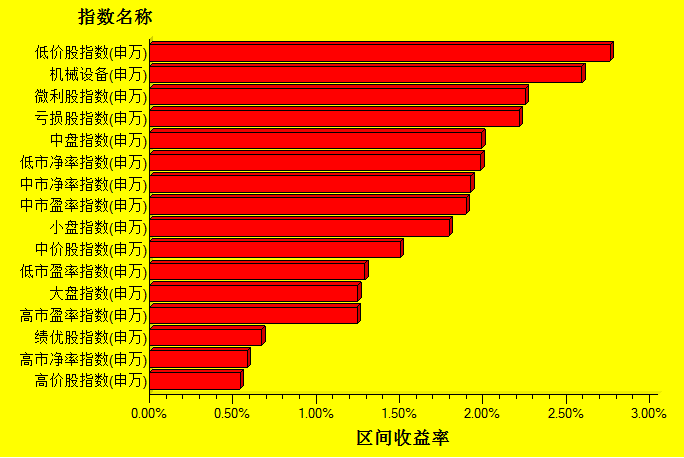 指数名称
低价股指数(申万)
机械设备(申万)
微利股指数(申万)
亏损股指数(申万)
中盘指数(申万)
低市净率指数(申万)
中市净率指数(申万)
中市盈率指数(申万)
小盘指数(申万)
中价股指数(申万)
低市盈率指数(申万)
大盘指数(申万)
高市盈率指数(申万)
绩优股指数(申万)
高市净率指数(申万)
高价股指数(申万)
0.00% 0.50% 1.00% 1.50% 2.00% 2.50% 3.00%
区间收益率